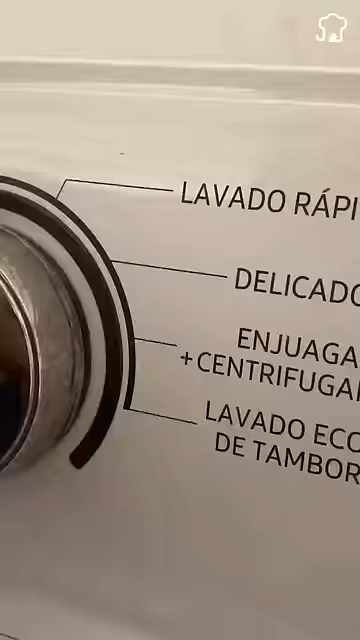 LAVADO RÁPI
DELICADO
ENJUAGA
+CENTRIFUGA
LAVADO ECO
DE TAMBOR